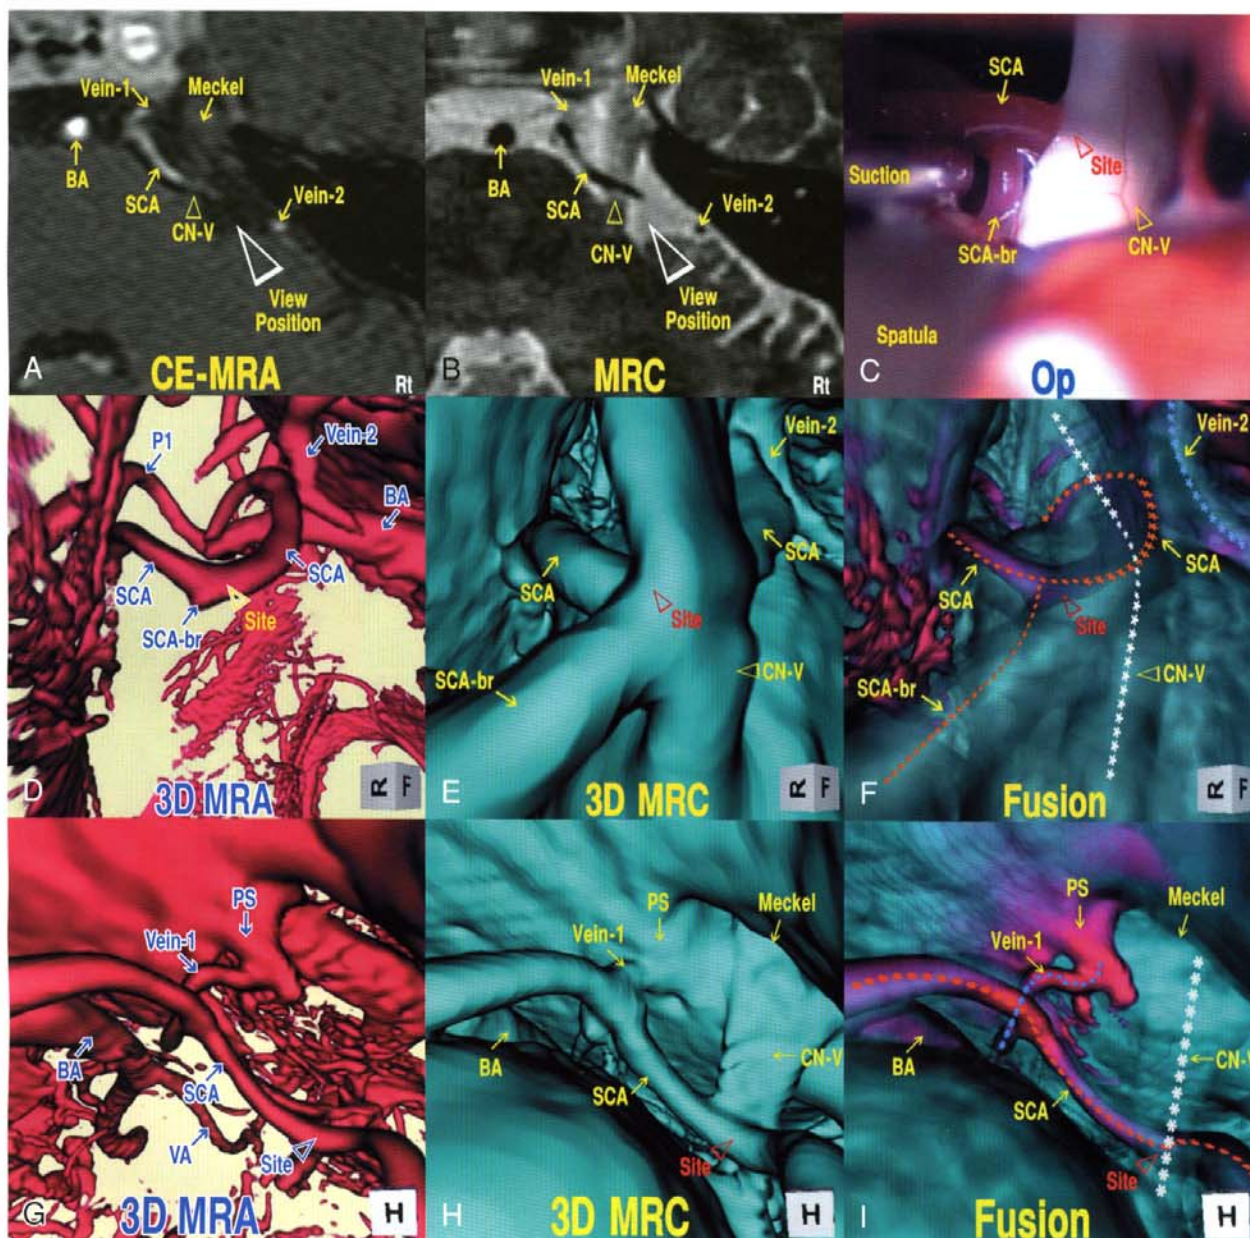 Vein-1
Meckel
BA
SCA
CN-V
Vein-2
View
Position
A
CE-MRA
Rt
Vein-1
Meckel
BA
SCA
CN-V
Vein-2
View
Position
B
MRC
Rt
SCA
Suction
Site
SCA-br
CN-V
Spatula
C
Op
P1
Vein-2
BA
SCA
SCA
Site
SCA-br
D
3D MRA
R F
Vein-2
SCA
SCA
Site
SCA-br
CN-V
E
3D MRC
R F
Vein-2
SCA
SCA
Site
SCA-br
CN-V
F
Fusion
R F
PS
Vein-1
BA
SCA
VA
Site
G
3D MRA
H
PS
Meckel
Vein-1
BA
CN-V
SCA
Site
H
3D MRC
H
PS
Meckel
Vein-1
BA
CN-V
SCA
Site
I
Fusion
H